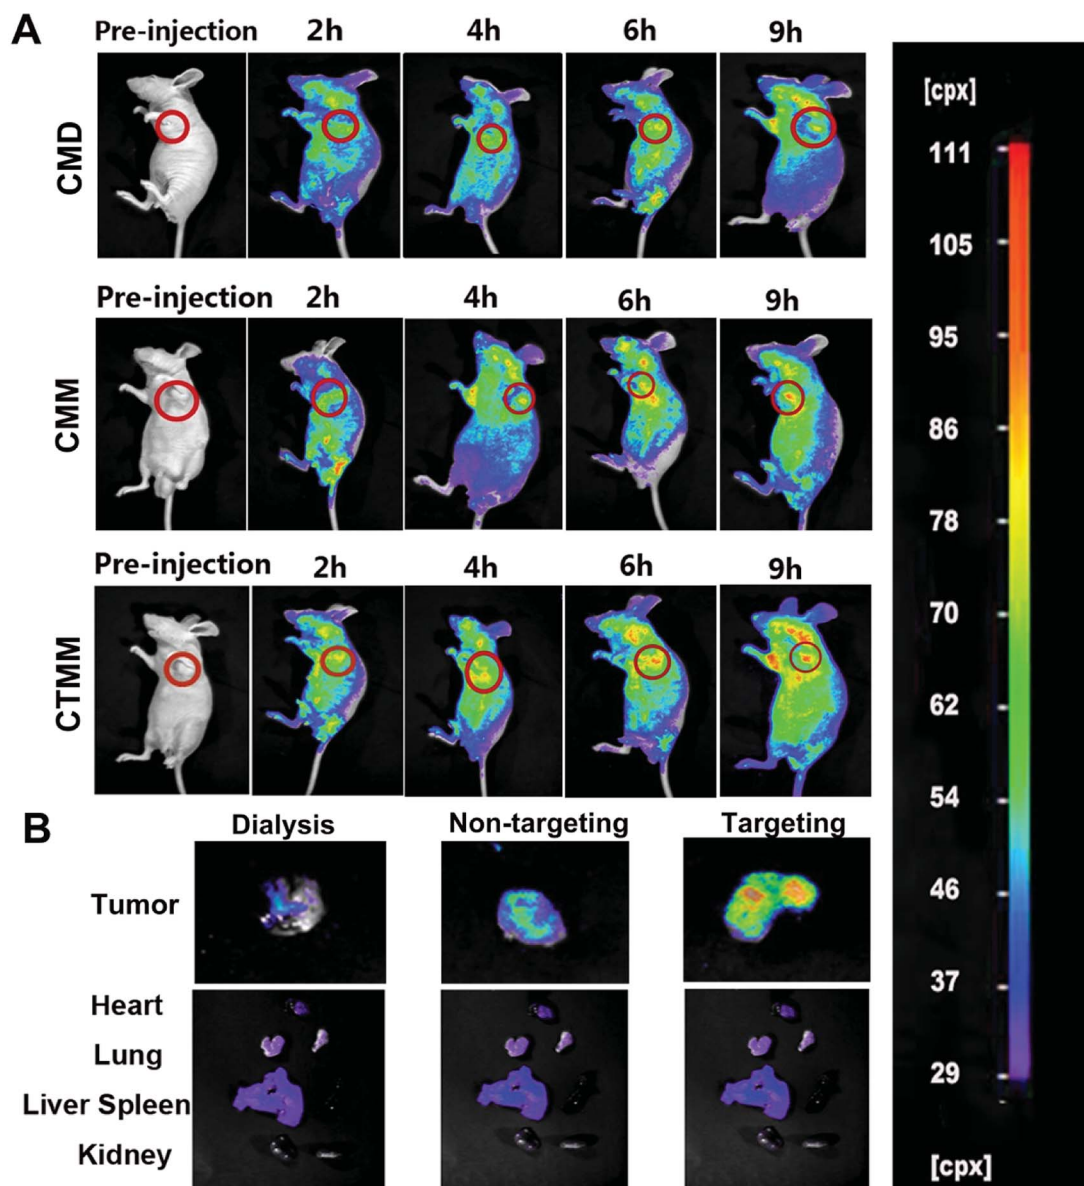 A
Pre-injection 2h 4h 6h 9h
CMD
Pre-injection 2h 4h 6h 9h
CMM
Pre-injection 2h 4h 6h 9h
CTMM
B
Dialysis Non-targeting Targeting
Tumor
Heart
Lung
Liver Spleen
Kidney
[cpx]
111
105
95
86
78
70
62
54
46
37
29
[cpx]